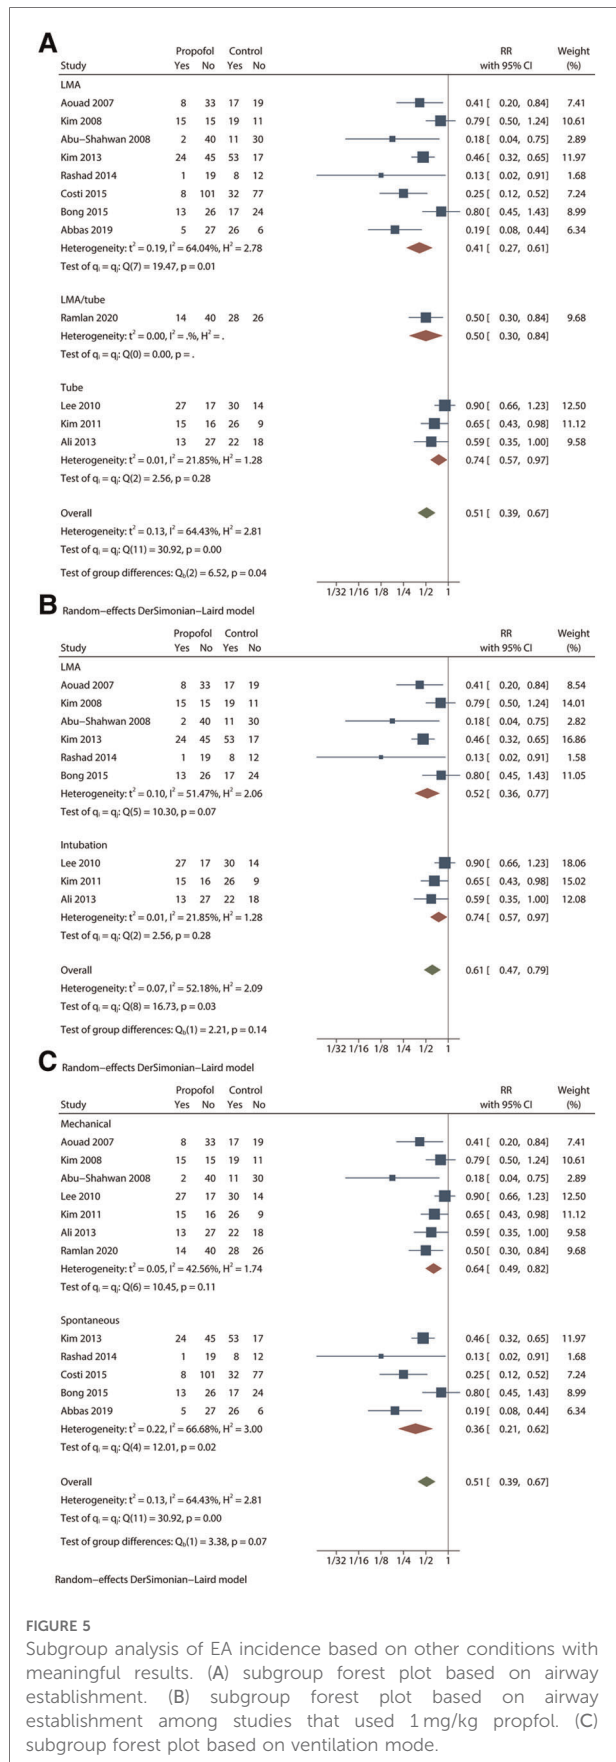 A
Propofol Control RR Weight
Study Yes No Yes No with 95% CI (%)
LMA
Aouad 2007 8 33 17 19 0.41 [ 0.20, 0.84] 7.41
Kim 2008 15 15 19 11 0.79 [ 0.50, 1.24] 10.61
Abu−Shahwan 2008 2 40 11 30 0.18 [ 0.04, 0.75] 2.89
Kim 2013 24 45 53 17 0.46 [ 0.32, 0.65] 11.97
Rashad 2014 1 19 8 12 0.13 [ 0.02, 0.91] 1.68
Costi 2015 8 101 32 77 0.25 [ 0.12, 0.52] 7.24
Bong 2015 13 26 17 24 0.80 [ 0.45, 1.43] 8.99
Abbas 2019 5 27 26 6 0.19 [ 0.08, 0.44] 6.34
Heterogeneity: t² = 0.19, I² = 64.04%, H² = 2.78 0.41 [ 0.27, 0.61]
Test of qᵢ = qⱼ: Q(7) = 19.47, p = 0.01
LMA/tube
Ramlan 2020 14 40 28 26 0.50 [ 0.30, 0.84] 9.68
Heterogeneity: t² = 0.00, I² = .%, H² = . 0.50 [ 0.30, 0.84]
Test of qᵢ = qⱼ: Q(0) = 0.00, p = .
Tube
Lee 2010 27 17 30 14 0.90 [ 0.66, 1.23] 12.50
Kim 2011 15 16 26 9 0.65 [ 0.43, 0.98] 11.12
Ali 2013 13 27 22 18 0.59 [ 0.35, 1.00] 9.58
Heterogeneity: t² = 0.01, I² = 21.85%, H² = 1.28 0.74 [ 0.57, 0.97]
Test of qᵢ = qⱼ: Q(2) = 2.56, p = 0.28
Overall 0.51 [ 0.39, 0.67]
Heterogeneity: t² = 0.13, I² = 64.43%, H² = 2.81
Test of qᵢ = qⱼ: Q(11) = 30.92, p = 0.00
Test of group differences: Q_b(2) = 6.52, p = 0.04
1/32 1/16 1/8 1/4 1/2 1
B Random−effects DerSimonian−Laird model
Propofol Control RR Weight
Study Yes No Yes No with 95% CI (%)
LMA
Aouad 2007 8 33 17 19 0.41 [ 0.20, 0.84] 8.54
Kim 2008 15 15 19 11 0.79 [ 0.50, 1.24] 14.01
Abu−Shahwan 2008 2 40 11 30 0.18 [ 0.04, 0.75] 2.82
Kim 2013 24 45 53 17 0.46 [ 0.32, 0.65] 16.86
Rashad 2014 1 19 8 12 0.13 [ 0.02, 0.91] 1.58
Bong 2015 13 26 17 24 0.80 [ 0.45, 1.43] 11.05
Heterogeneity: t² = 0.10, I² = 51.47%, H² = 2.06 0.52 [ 0.36, 0.77]
Test of qᵢ = qⱼ: Q(5) = 10.30, p = 0.07
Intubation
Lee 2010 27 17 30 14 0.90 [ 0.66, 1.23] 18.06
Kim 2011 15 16 26 9 0.65 [ 0.43, 0.98] 15.02
Ali 2013 13 27 22 18 0.59 [ 0.35, 1.00] 12.08
Heterogeneity: t² = 0.01, I² = 21.85%, H² = 1.28 0.74 [ 0.57, 0.97]
Test of qᵢ = qⱼ: Q(2) = 2.56, p = 0.28
Overall 0.61 [ 0.47, 0.79]
Heterogeneity: t² = 0.07, I² = 52.18%, H² = 2.09
Test of qᵢ = qⱼ: Q(8) = 16.73, p = 0.03
Test of group differences: Q_b(1) = 2.21, p = 0.14
1/32 1/16 1/8 1/4 1/2 1
C Random−effects DerSimonian−Laird model
Propofol Control RR Weight
Study Yes No Yes No with 95% CI (%)
Mechanical
Aouad 2007 8 33 17 19 0.41 [ 0.20, 0.84] 7.41
Kim 2008 15 15 19 11 0.79 [ 0.50, 1.24] 10.61
Abu−Shahwan 2008 2 40 11 30 0.18 [ 0.04, 0.75] 2.89
Lee 2010 27 17 30 14 0.90 [ 0.66, 1.23] 12.50
Kim 2011 15 16 26 9 0.65 [ 0.43, 0.98] 11.12
Ali 2013 13 27 22 18 0.59 [ 0.35, 1.00] 9.58
Ramlan 2020 14 40 28 26 0.50 [ 0.30, 0.84] 9.68
Heterogeneity: t² = 0.05, I² = 42.56%, H² = 1.74 0.64 [ 0.49, 0.82]
Test of qᵢ = qⱼ: Q(6) = 10.45, p = 0.11
Spontaneous
Kim 2013 24 45 53 17 0.46 [ 0.32, 0.65] 11.97
Rashad 2014 1 19 8 12 0.13 [ 0.02, 0.91] 1.68
Costi 2015 8 101 32 77 0.25 [ 0.12, 0.52] 7.24
Bong 2015 13 26 17 24 0.80 [ 0.45, 1.43] 8.99
Abbas 2019 5 27 26 6 0.19 [ 0.08, 0.44] 6.34
Heterogeneity: t² = 0.22, I² = 66.68%, H² = 3.00 0.36 [ 0.21, 0.62]
Test of qᵢ = qⱼ: Q(4) = 12.01, p = 0.02
Overall 0.51 [ 0.39, 0.67]
Heterogeneity: t² = 0.13, I² = 64.43%, H² = 2.81
Test of qᵢ = qⱼ: Q(11) = 30.92, p = 0.00
Test of group differences: Q_b(1) = 3.38, p = 0.07
1/32 1/16 1/8 1/4 1/2 1
Random−effects DerSimonian−Laird model
FIGURE 5
Subgroup analysis of EA incidence based on other conditions with
meaningful results. (A) subgroup forest plot based on airway
establishment. (B) subgroup forest plot based on airway
establishment among studies that used 1 mg/kg propfol. (C)
subgroup forest plot based on ventilation mode.